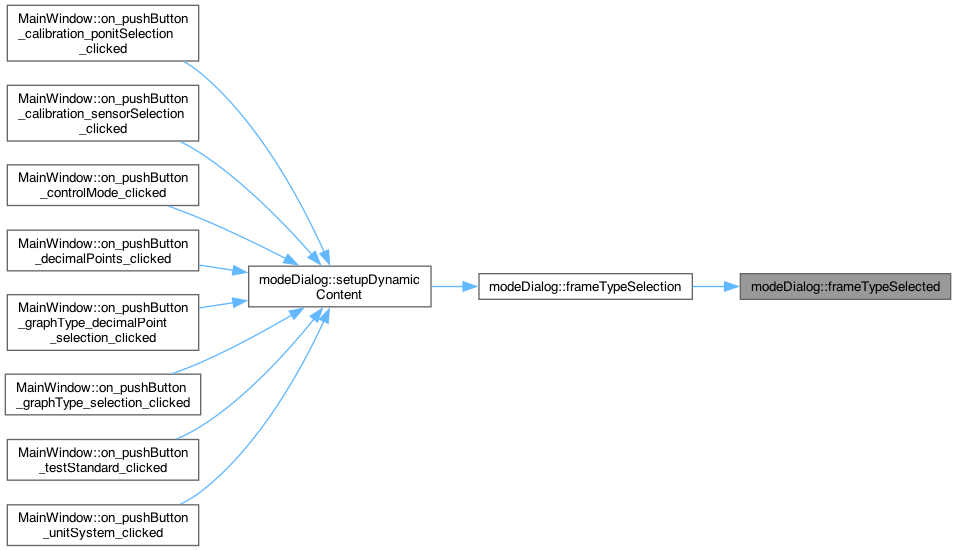 MainWindow::on_pushButton
_calibration_ponitSelection
_clicked
MainWindow::on_pushButton
_calibration_sensorSelection
_clicked
MainWindow::on_pushButton
_controlMode_clicked
MainWindow::on_pushButton
_decimalPoints_clicked
MainWindow::on_pushButton
_graphType_decimalPoint
_selection_clicked
MainWindow::on_pushButton
_graphType_selection_clicked
MainWindow::on_pushButton
_testStandard_clicked
MainWindow::on_pushButton
_unitSystem_clicked
modeDialog::setupDynamic
Content
modeDialog::frameTypeSelection
modeDialog::frameTypeSelected